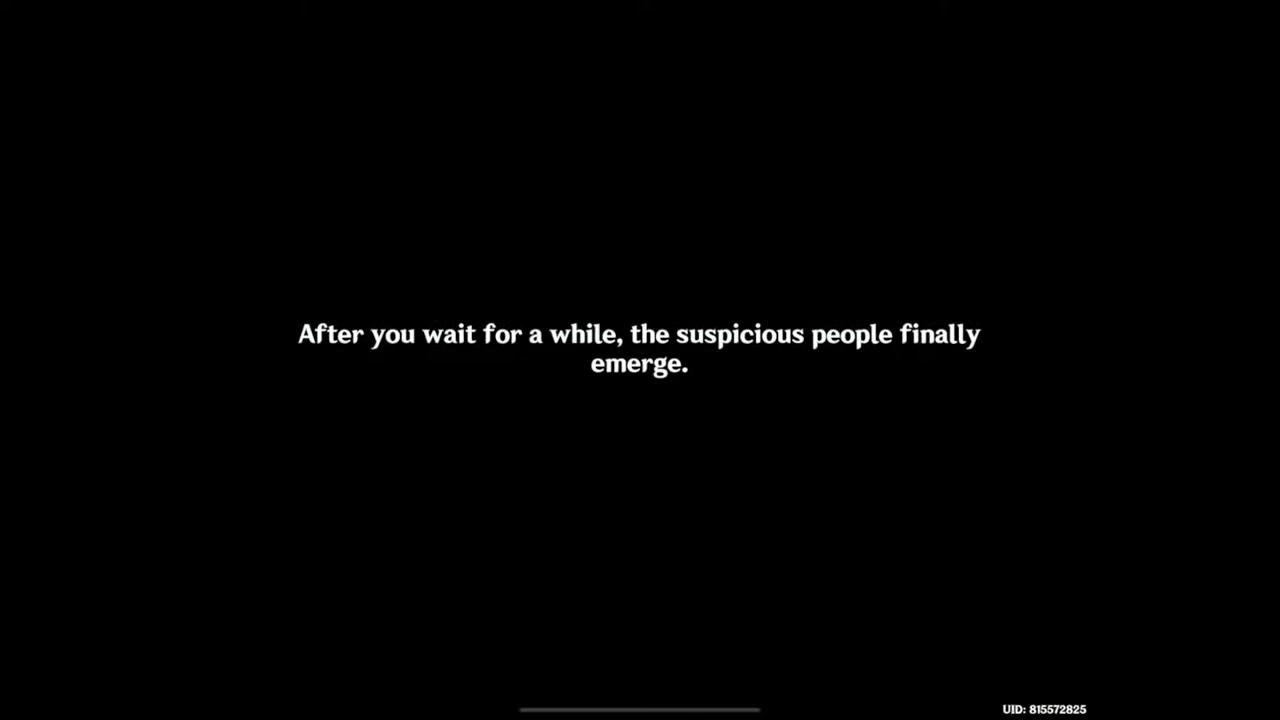 After you wait for a while, the suspicious people finally
emerge.
UID: 815572825